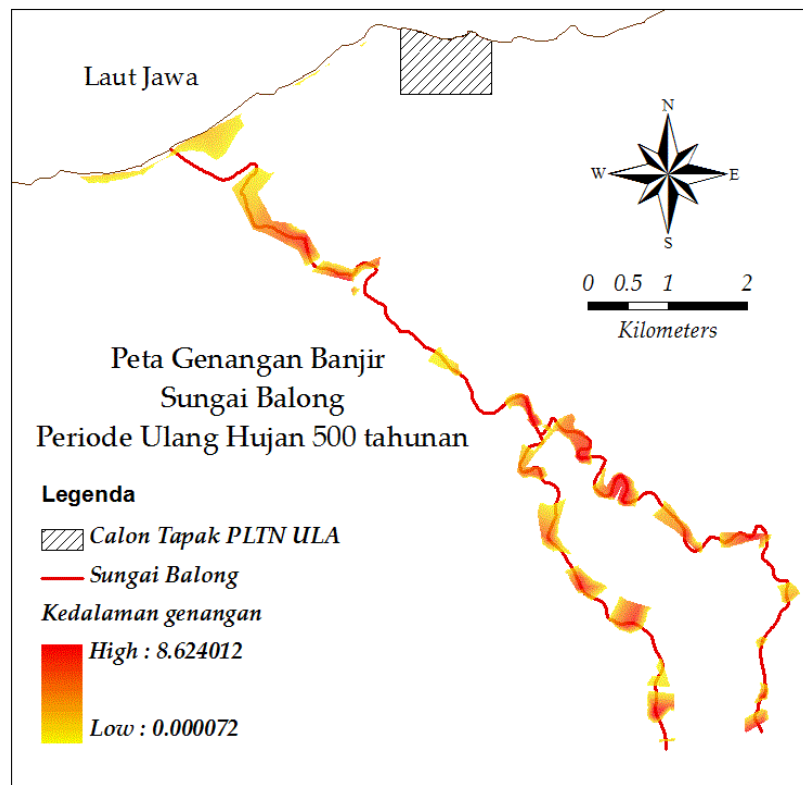 Laut Jawa
N
W
E
S
0 0.5 1 2
Kilometers
Peta Genangan Banjir
Sungai Balong
Periode Ulang Hujan 500 tahunan
Legenda
Calon Tapak PLTN ULA
Sungai Balong
Kedalaman genangan
High : 8.624012
Low : 0.000072